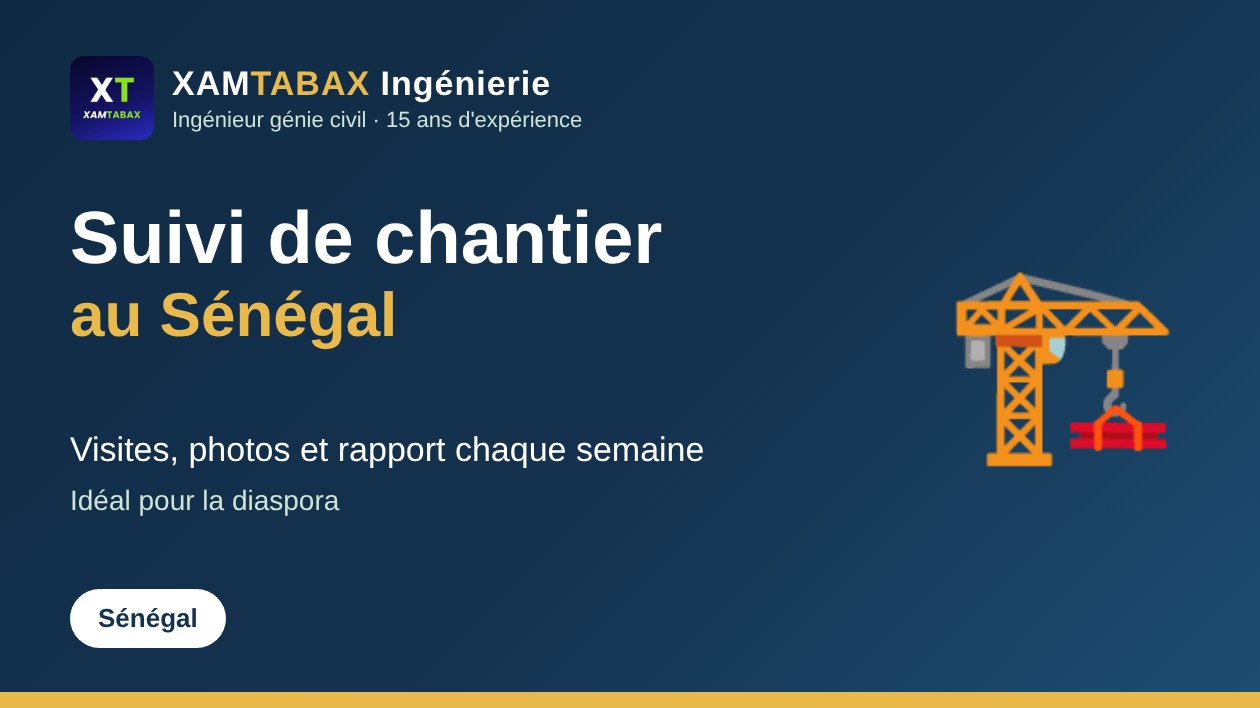 XT
XAMTABAX
XAMTABAX Ingénierie
Ingénieur génie civil · 15 ans d'expérience
Suivi de chantier
au Sénégal
Visites, photos et rapport chaque semaine
Idéal pour la diaspora
Sénégal